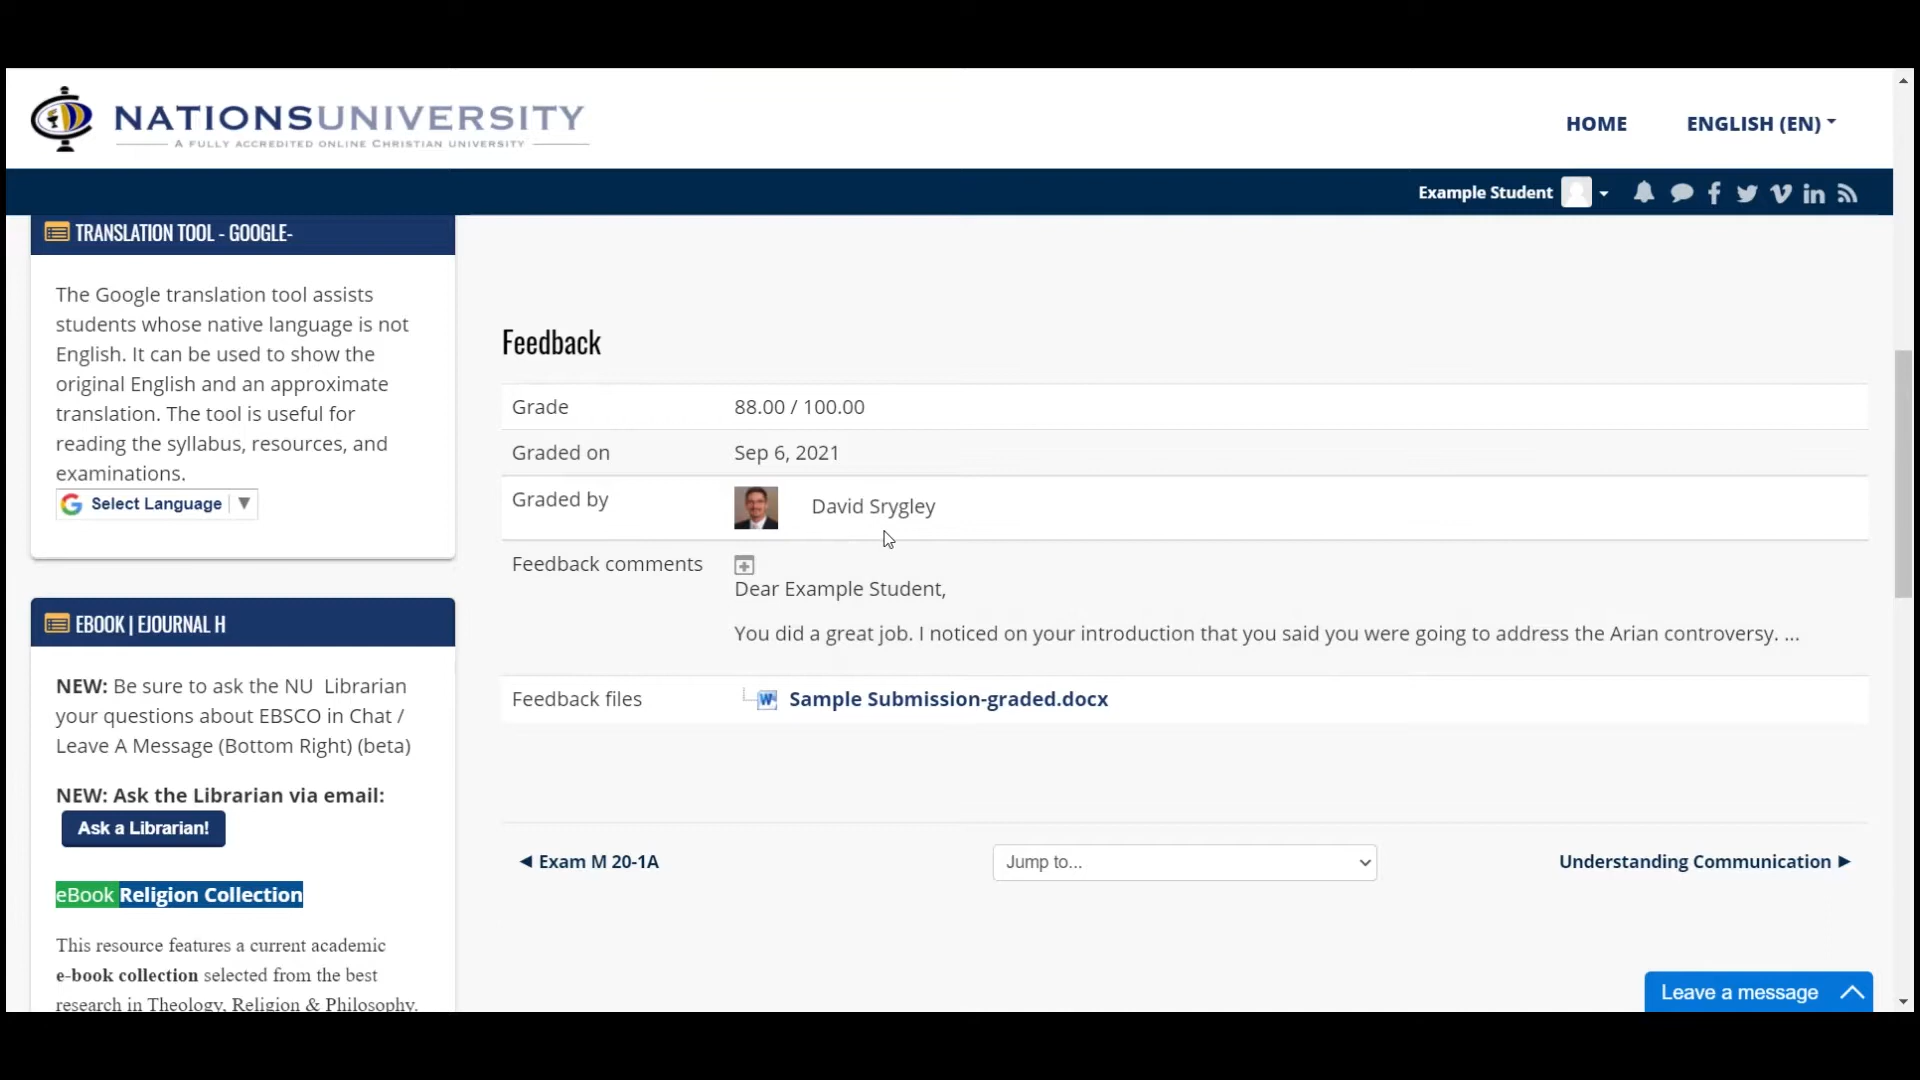 NATIONSUNIVERSITY
A FULLY ACCREDITED ONLINE CHRISTIAN UNIVERSITY
HOME
ENGLISH (EN)
Example Student
TRANSLATION TOOL - GOOGLE-
The Google translation tool assists
students whose native language is not
English. It can be used to show the
original English and an approximate
translation. The tool is useful for
reading the syllabus, resources, and
examinations.
Select Language
EBOOK | EJOURNAL H
NEW: Be sure to ask the NU Librarian
your questions about EBSCO in Chat /
Leave A Message (Bottom Right) (beta)
NEW: Ask the Librarian via email:
Ask a Librarian!
eBook Religion Collection
This resource features a current academic
e-book collection selected from the best
research in Theology, Religion & Philosophy.
Feedback
Grade 88.00 / 100.00
Graded on Sep 6, 2021
Graded by David Srygley
Feedback comments
Dear Example Student,
You did a great job. I noticed on your introduction that you said you were going to address the Arian controversy. ...
Feedback files Sample Submission-graded.docx
◄ Exam M 20-1A
Jump to...
Understanding Communication ►
Leave a message